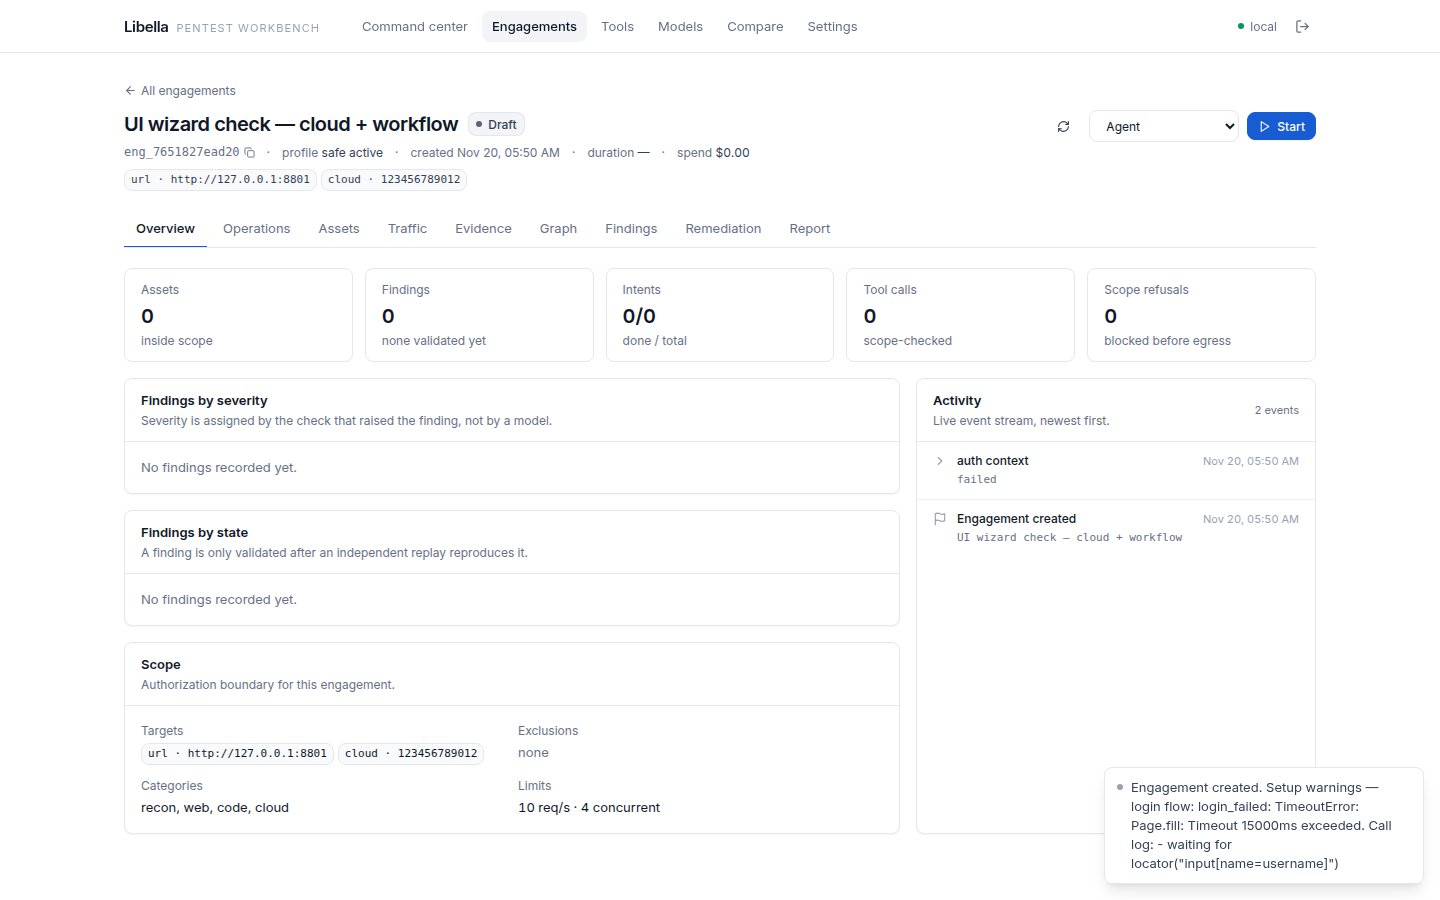 Libella PENTEST WORKBENCH Command center Engagements Tools Models Compare Settings local
All engagements
UI wizard check — cloud + workflow Draft Agent Start
eng_7651827ead20 · profile safe active · created Nov 20, 05:50 AM · duration — · spend $0.00
url · http://127.0.0.1:8801 cloud · 123456789012
Overview Operations Assets Traffic Evidence Graph Findings Remediation Report
Assets
0
inside scope
Findings
0
none validated yet
Intents
0/0
done / total
Tool calls
0
scope-checked
Scope refusals
0
blocked before egress
Findings by severity
Severity is assigned by the check that raised the finding, not by a model.
No findings recorded yet.
Findings by state
A finding is only validated after an independent replay reproduces it.
No findings recorded yet.
Scope
Authorization boundary for this engagement.
Targets
url · http://127.0.0.1:8801 cloud · 123456789012
Exclusions
none
Categories
recon, web, code, cloud
Limits
10 req/s · 4 concurrent
Activity
Live event stream, newest first.
2 events
auth context Nov 20, 05:50 AM
failed
Engagement created Nov 20, 05:50 AM
UI wizard check — cloud + workflow
Engagement created. Setup warnings —
login flow: login_failed: TimeoutError:
Page.fill: Timeout 15000ms exceeded. Call
log: - waiting for
locator("input[name=username]")